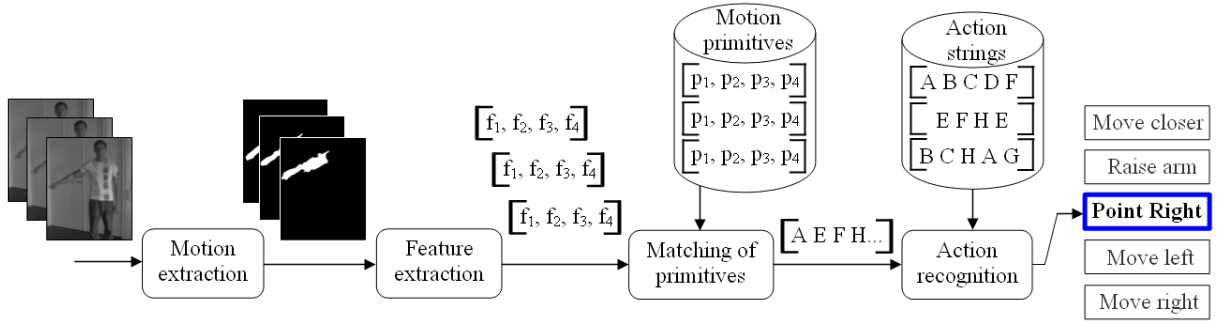 Motion
primitives
[p₁, p₂, p₃, p₄]
[p₁, p₂, p₃, p₄]
[p₁, p₂, p₃, p₄]
Action
strings
[A B C D F]
[E F H E]
[B C H A G]
[f₁, f₂, f₃, f₄]
[f₁, f₂, f₃, f₄]
[f₁, f₂, f₃, f₄]
Motion
extraction
Feature
extraction
Matching of
primitives
[A E F H...]
Action
recognition
Move closer
Raise arm
Point Right
Move left
Move right